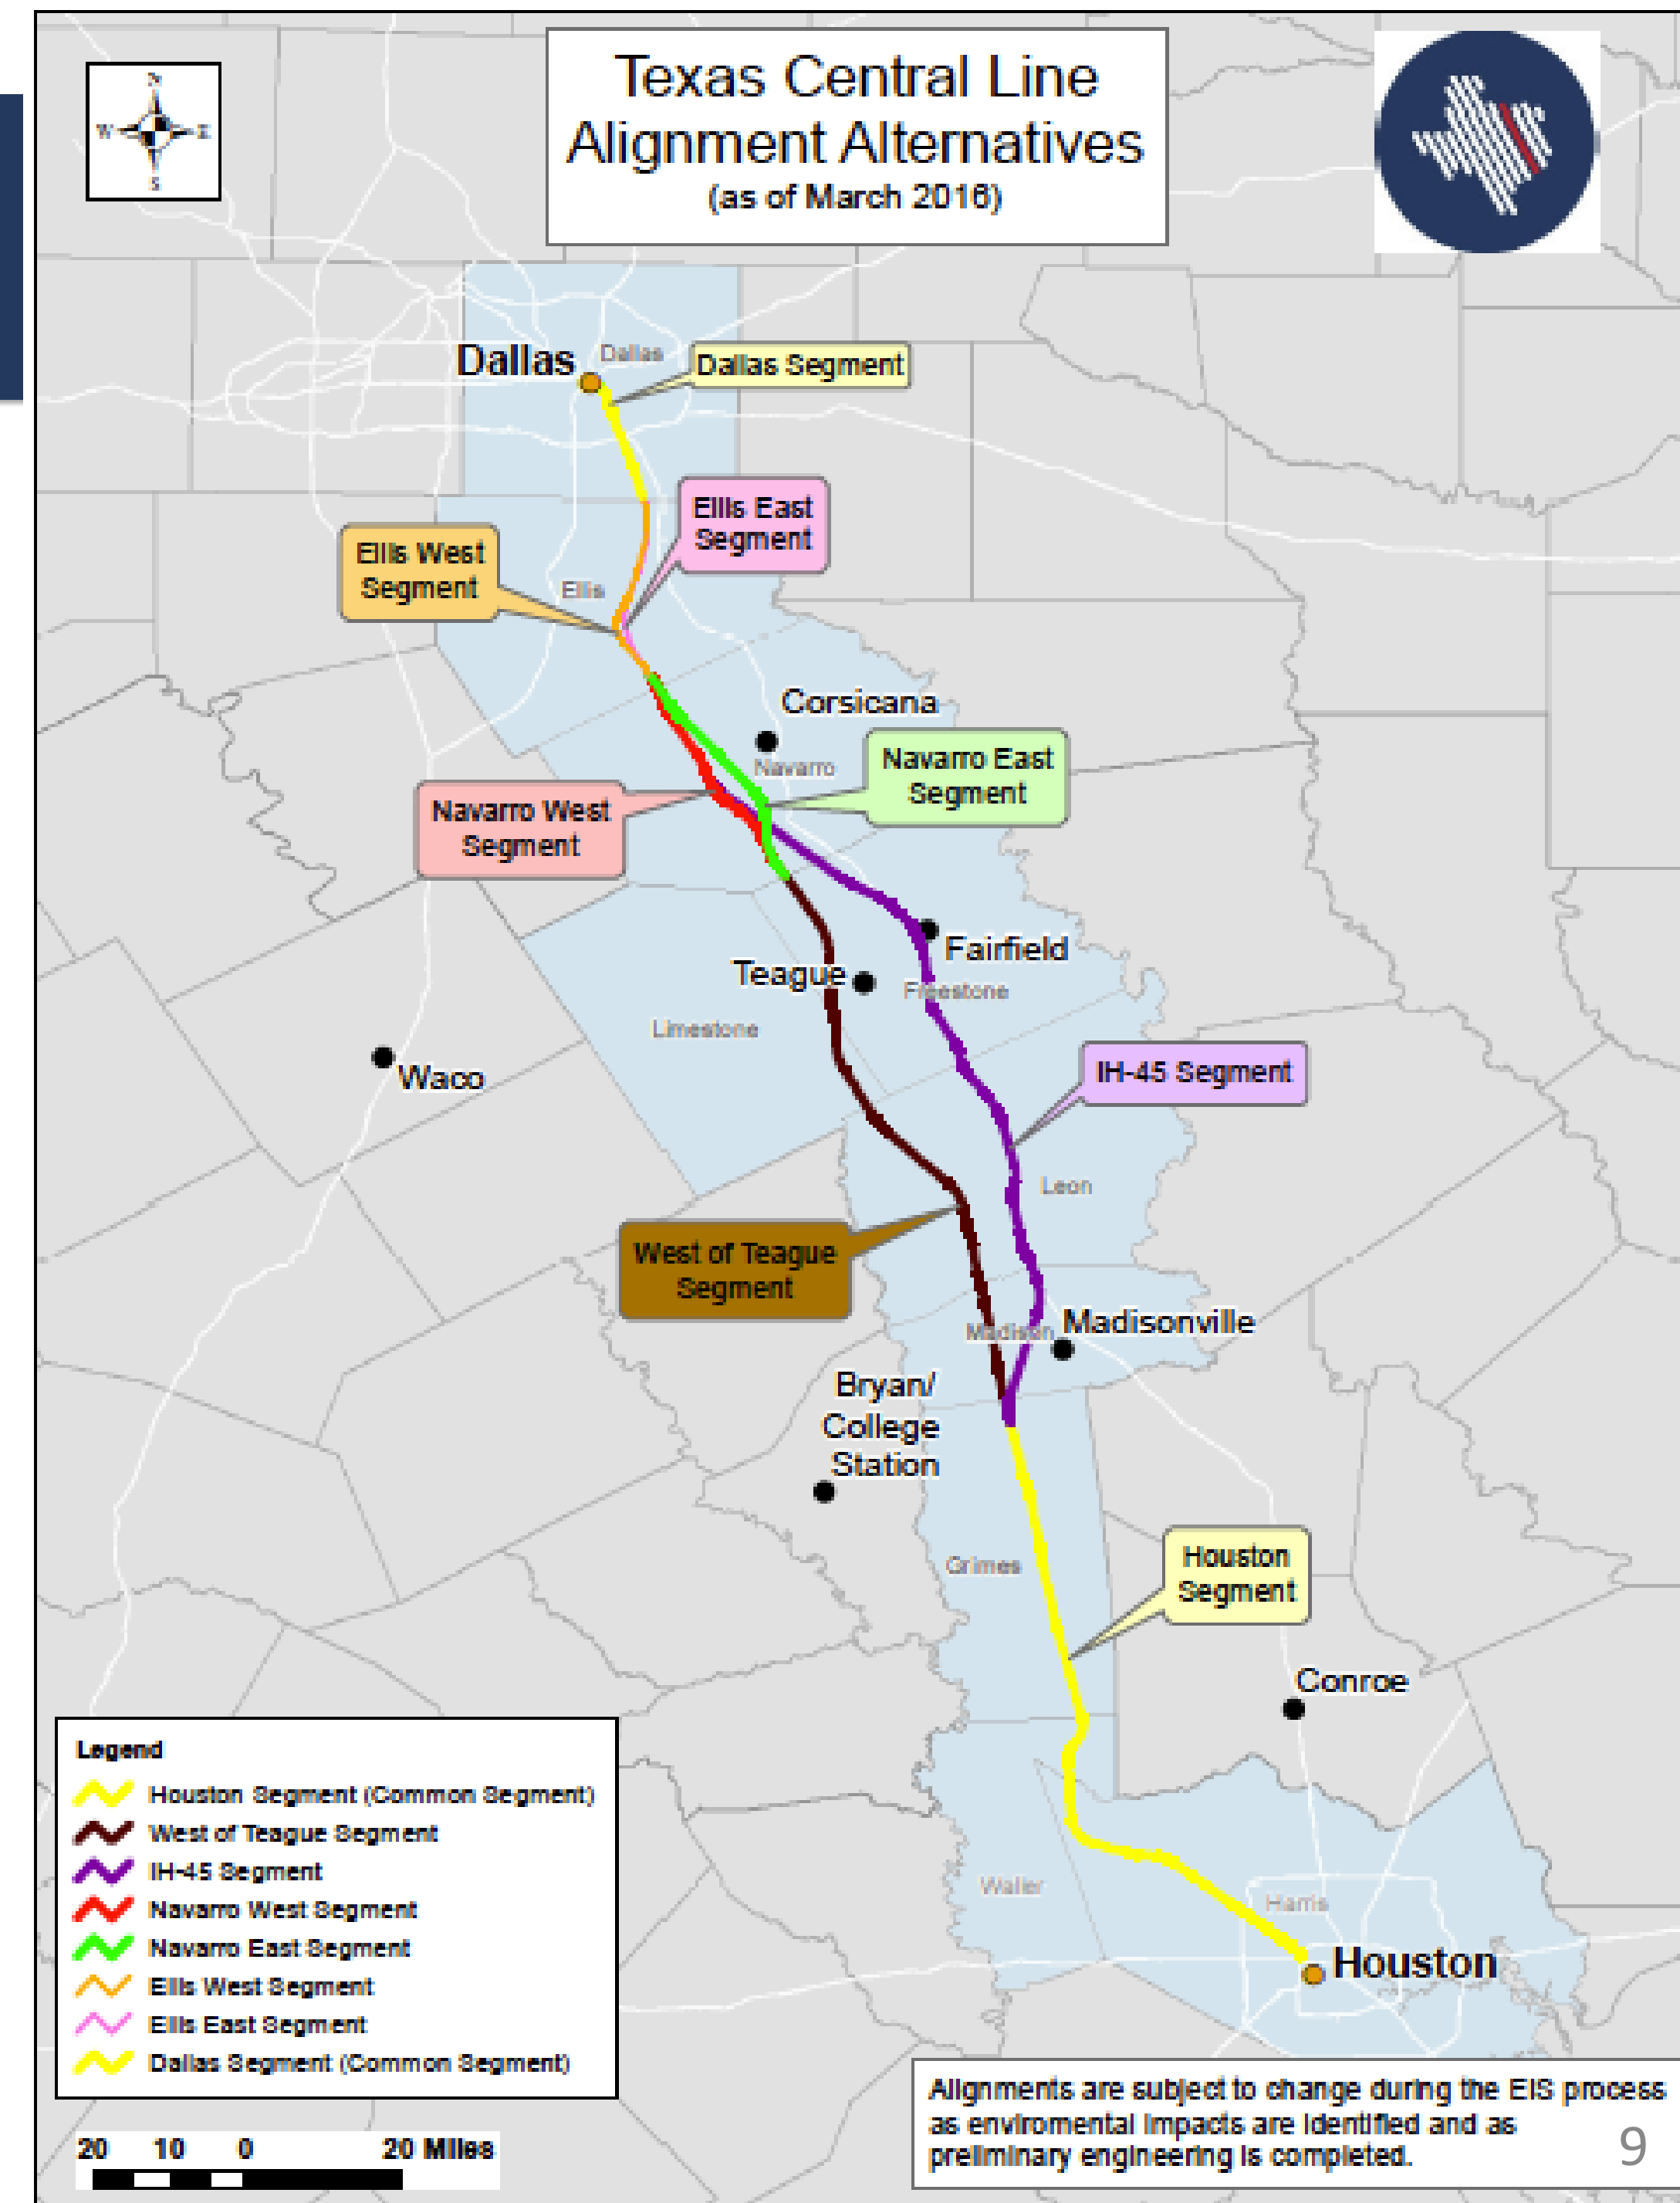 Texas Central Line
Alignment Alternatives
(as of March 2016)
N
W
E
S
Dallas
Dallas
Dallas Segment
Ellis East
Segment
Ellis West
Segment
Ellis
Corsicana
Navarro
Navarro East
Segment
Navarro West
Segment
Fairfield
Teague
Freestone
Limestone
Waco
IH-45 Segment
Leon
West of Teague
Segment
Madison
Madisonville
Bryan/
College
Station
Grimes
Houston
Segment
Conroe
Legend
Houston Segment (Common Segment)
West of Teague Segment
IH-45 Segment
Navarro West Segment
Navarro East Segment
Ellis West Segment
Ellis East Segment
Dallas Segment (Common Segment)
Waller
Harris
Houston
Alignments are subject to change during the EIS process
as enviromental impacts are identified and as
preliminary engineering is completed.
9
20 10 0 20 Miles